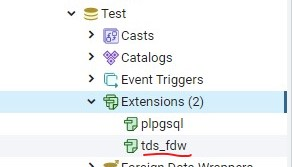 Test
Casts
Catalogs
Event Triggers
Extensions (2)
plpgsql
tds_fdw
Foreign Data Wrappers